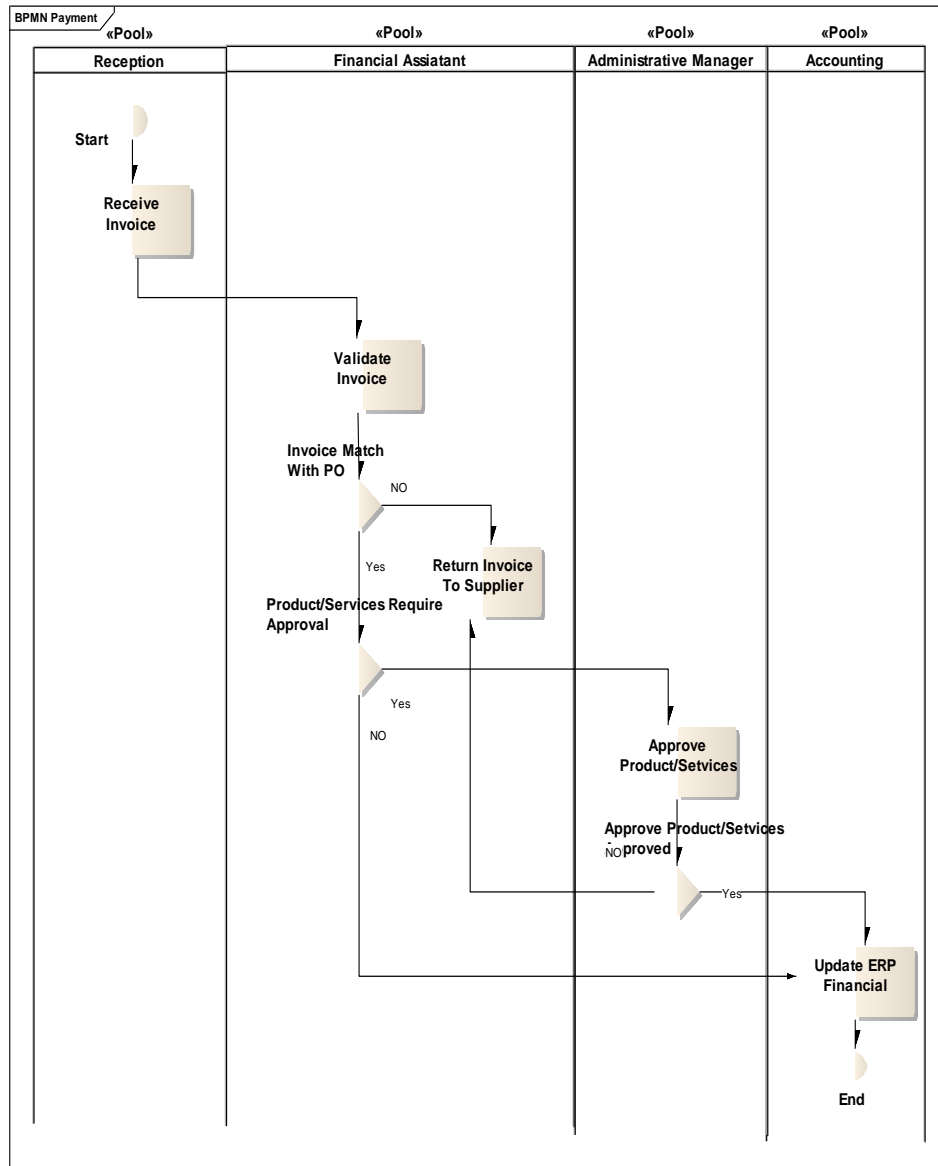 BPMN Payment
«Pool»
«Pool»
«Pool»
«Pool»
Reception
Financial Assiatant
Administrative Manager
Accounting
Start
Receive
Invoice
Validate
Invoice
Invoice Match
With PO
NO
Yes
Return Invoice
To Supplier
Product/Services Require
Approval
Yes
NO
Approve
Product/Setvices
Approve Product/Setvices
NO
Yes
Update ERP
Financial
End